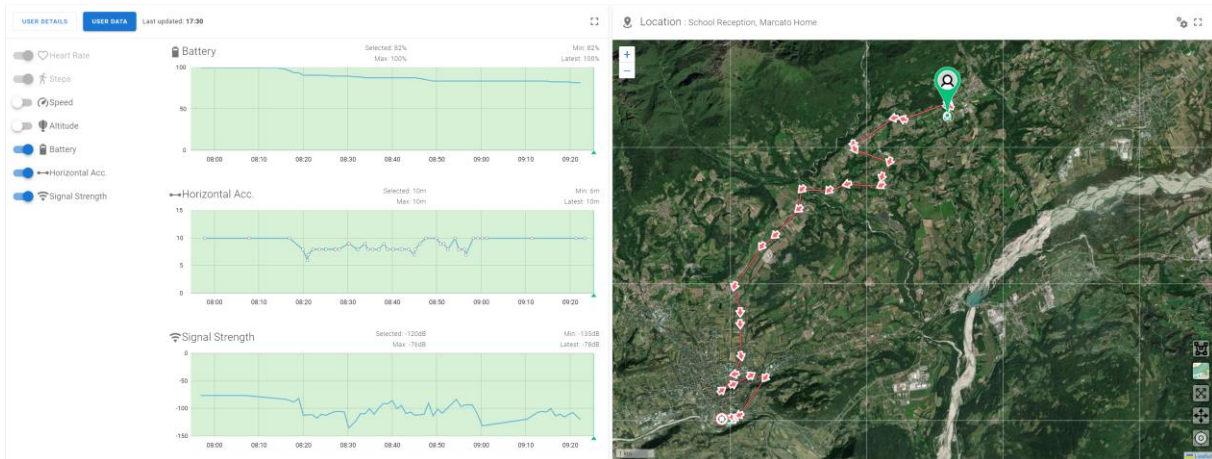 USER DETAILS
USER DATA
Last updated: 17:30
Heart Rate
Steps
Speed
Altitude
Battery
Horizontal Acc.
Signal Strength
Battery
Selected: 82%
Max: 100%
Min: 82%
Latest: 100%
100
50
0
08:00 08:10 08:20 08:30 08:40 08:50 09:00 09:10 09:20
Horizontal Acc.
Selected: 10m
Max: 10m
Min: 6m
Latest: 10m
15
10
5
0
08:00 08:10 08:20 08:30 08:40 08:50 09:00 09:10 09:20
Signal Strength
Selected: -120dB
Max: -76dB
Min: -135dB
Latest: -78dB
0
-50
-100
-150
08:00 08:10 08:20 08:30 08:40 08:50 09:00 09:10 09:20
Location : School Reception, Marcato Home
+
−
1 km
Leaflet